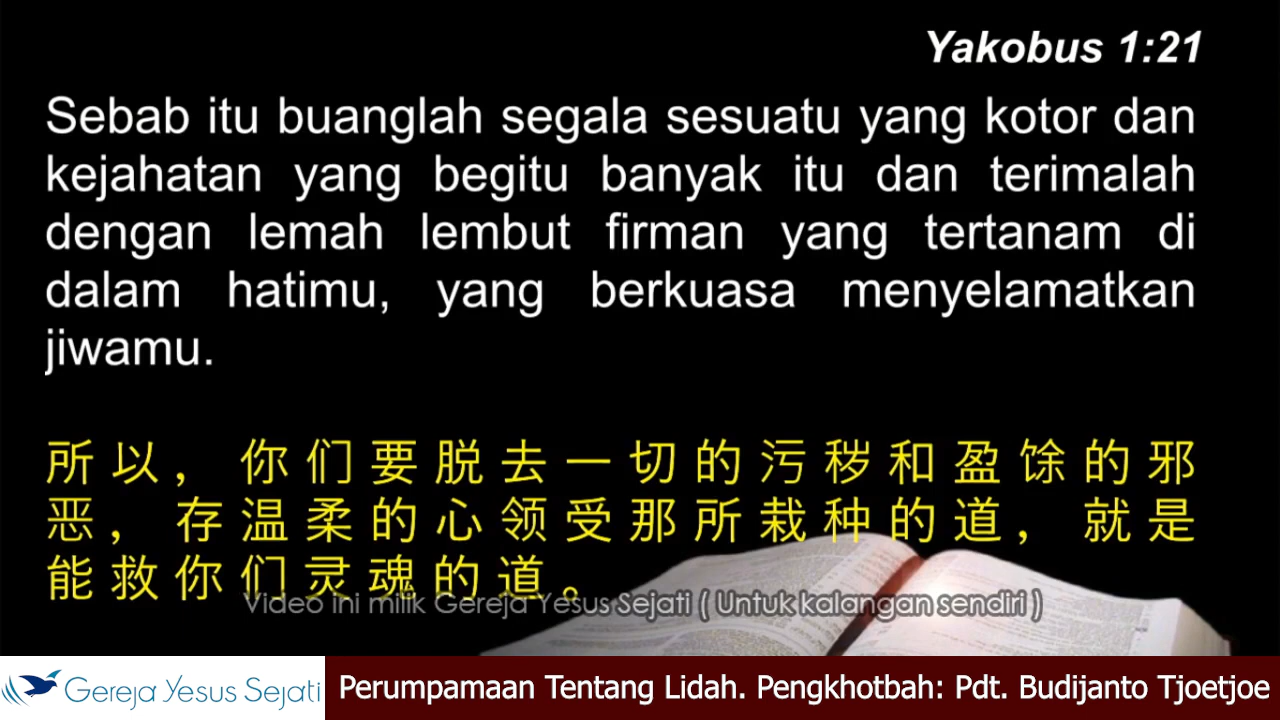 Yakobus 1:21
Sebab itu buanglah segala sesuatu yang kotor dan
kejahatan yang begitu banyak itu dan terimalah
dengan lemah lembut firman yang tertanam di
dalam hatimu, yang berkuasa menyelamatkan
jiwamu.
所以，你们要脱去一切的污秽和盈馀的邪
恶，存温柔的心领受那所栽种的道，就是
能救你们灵魂的道。
Video ini milik Gereja Yesus Sejati ( Untuk kalangan sendiri )
Gereja Yesus Sejati
Perumpamaan Tentang Lidah. Pengkhotbah: Pdt. Budijanto Tjoetjoe